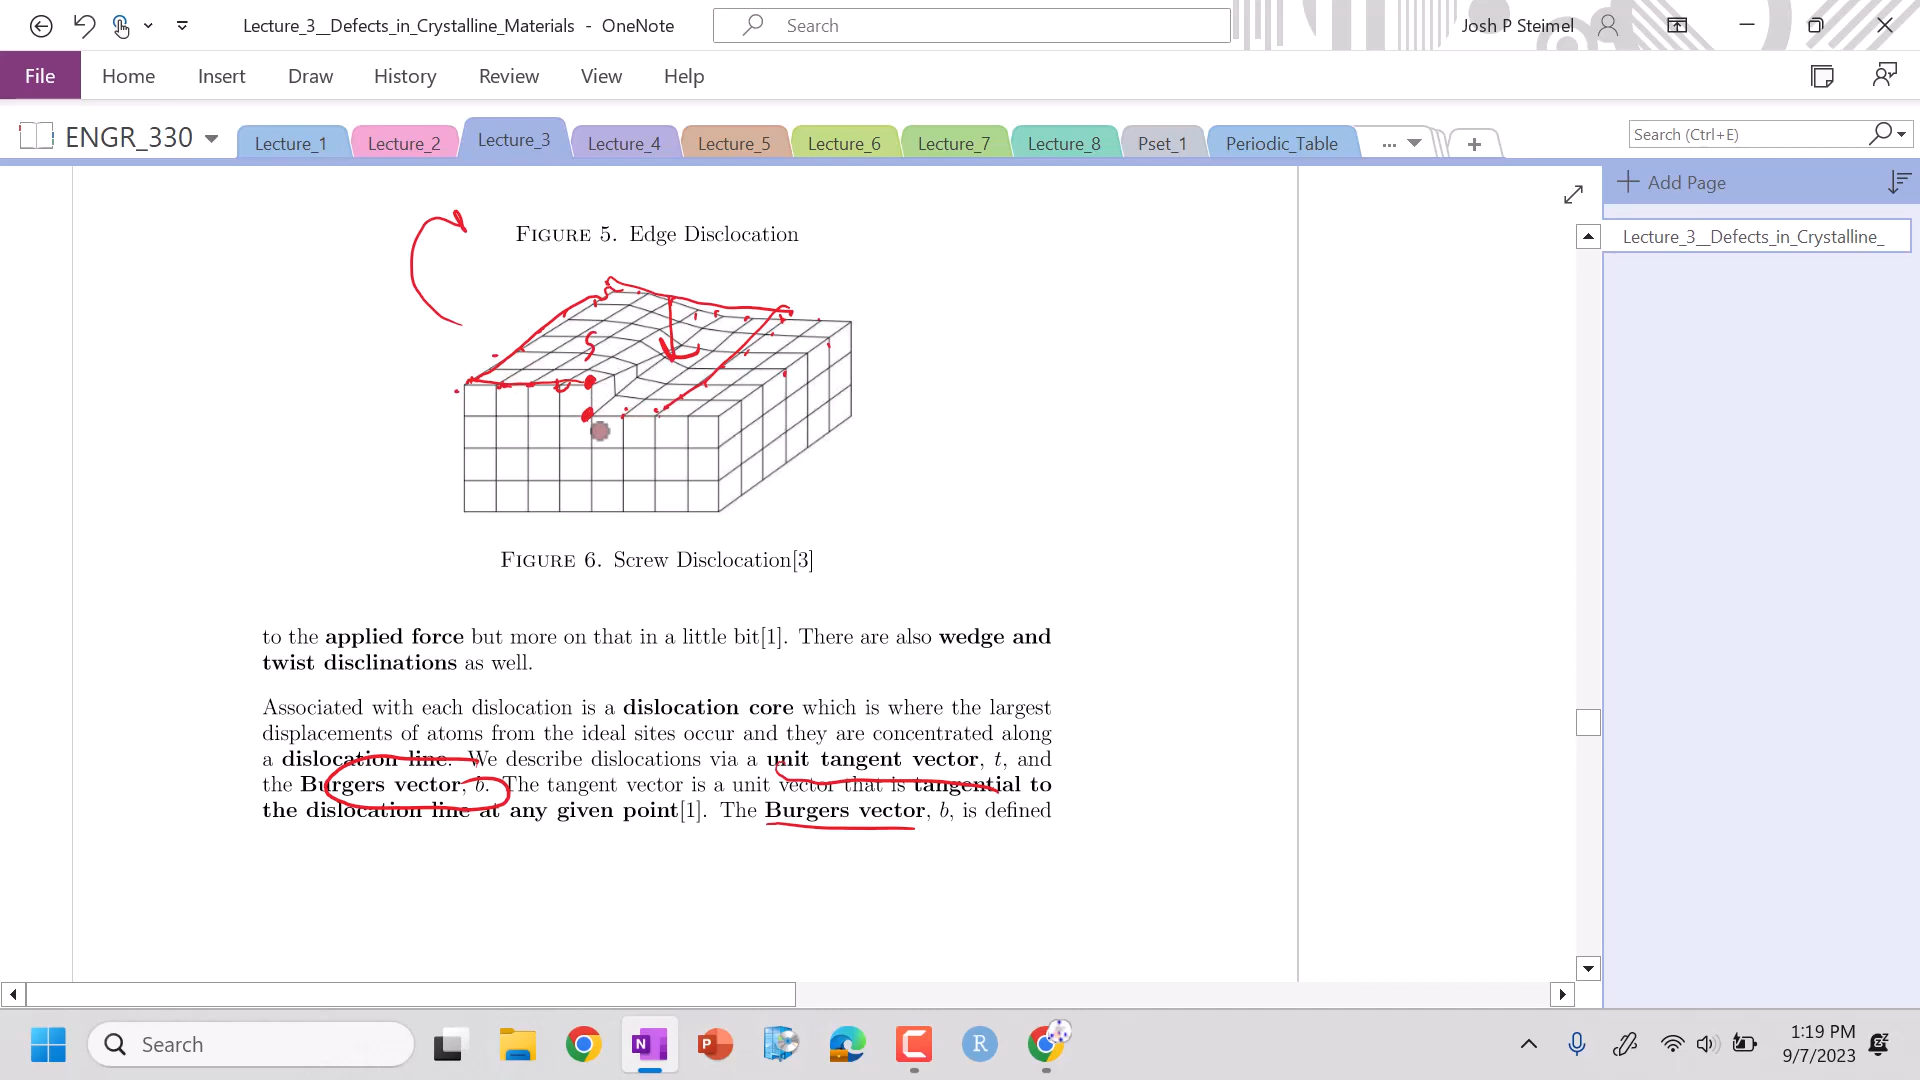 Lecture_3__Defects_in_Crystalline_Materials - OneNote
Search
Josh P Steimel
File Home Insert Draw History Review View Help
ENGR_330
Lecture_1 Lecture_2 Lecture_3 Lecture_4 Lecture_5 Lecture_6 Lecture_7 Lecture_8 Pset_1 Periodic_Table ... +
Search (Ctrl+E)
Add Page
Lecture_3__Defects_in_Crystalline_
FIGURE 5. Edge Disclocation
FIGURE 6. Screw Disclocation[3]
to the applied force but more on that in a little bit[1]. There are also wedge and
twist disclinations as well.
Associated with each dislocation is a dislocation core which is where the largest
displacements of atoms from the ideal sites occur and they are concentrated along
a dislocation line. We describe dislocations via a unit tangent vector, t, and
the Burgers vector, b. The tangent vector is a unit vector that is tangential to
the dislocation line at any given point[1]. The Burgers vector, b, is defined
Search
1:19 PM
9/7/2023